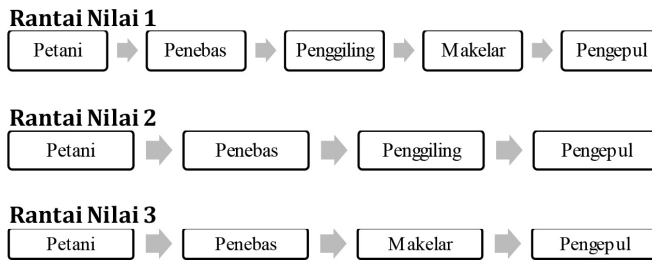 Rantai Nilai 1
Petani Penebas Penggiling Makelar Pengepul
Rantai Nilai 2
Petani Penebas Penggiling Pengepul
Rantai Nilai 3
Petani Penebas Makelar Pengepul